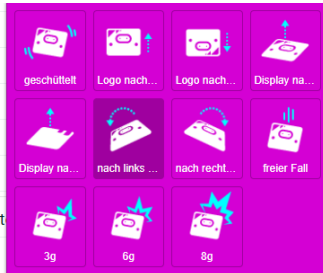 geschüttelt
Logo nach...
Logo nach...
Display na...
Display na...
nach links ...
nach recht...
freier Fall
3g
6g
8g